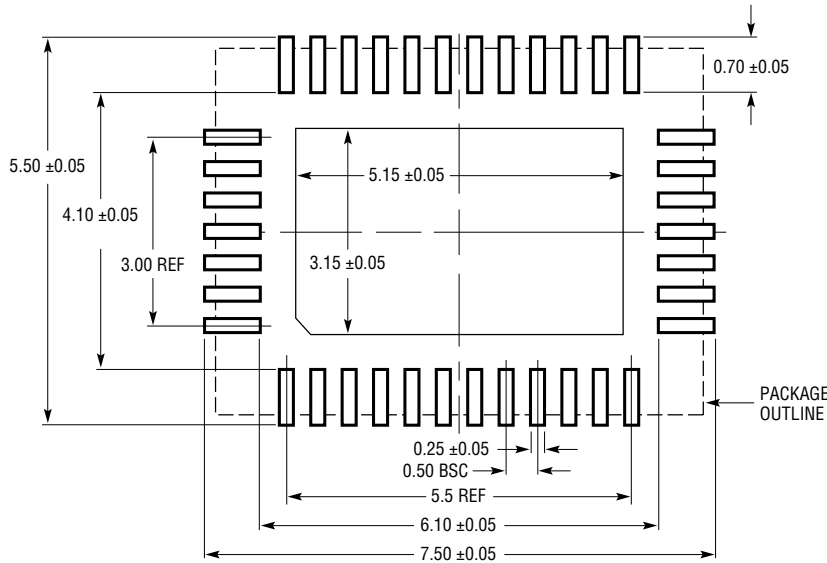 0.70 ±0.05
5.50 ±0.05
5.15 ±0.05
4.10 ±0.05
3.00 REF
3.15 ±0.05
PACKAGE
OUTLINE
0.25 ±0.05
0.50 BSC
5.5 REF
6.10 ±0.05
7.50 ±0.05